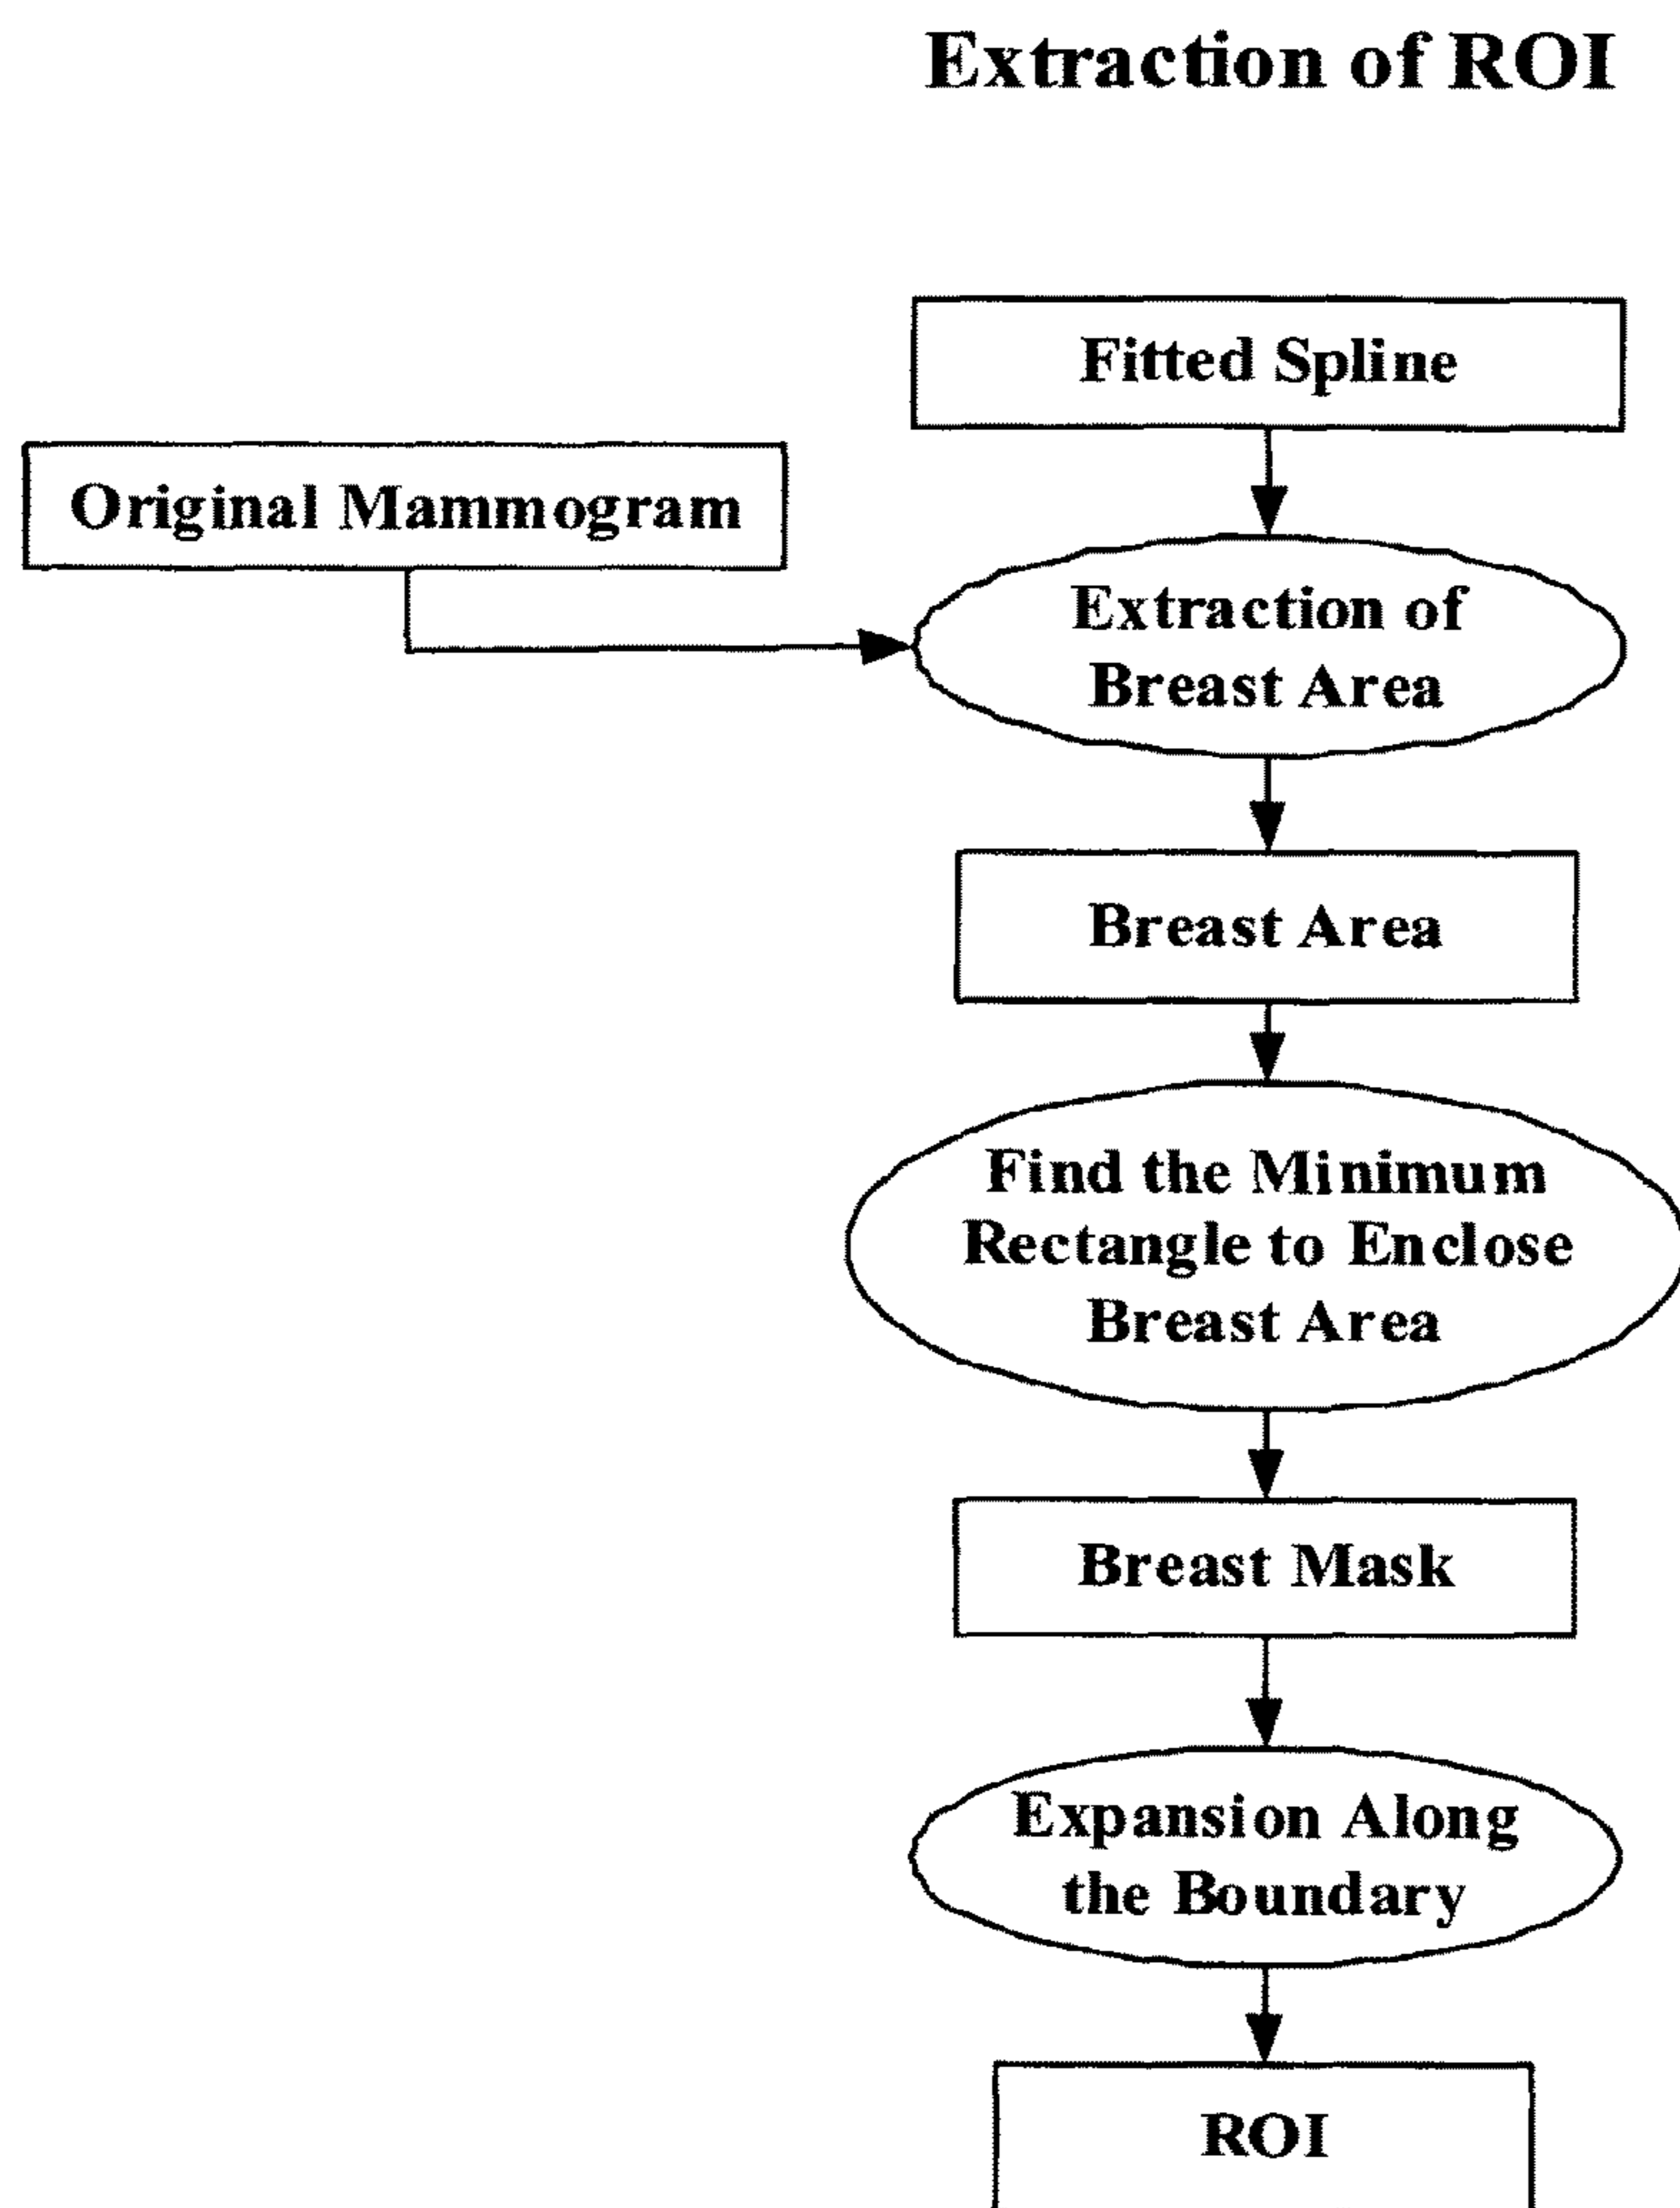 Extraction of ROI
Fitted Spline
Original Mammogram
Extraction of
Breast Area
Breast Area
Find the Minimum
Rectangle to Enclose
Breast Area
Breast Mask
Expansion Along
the Boundary
ROI